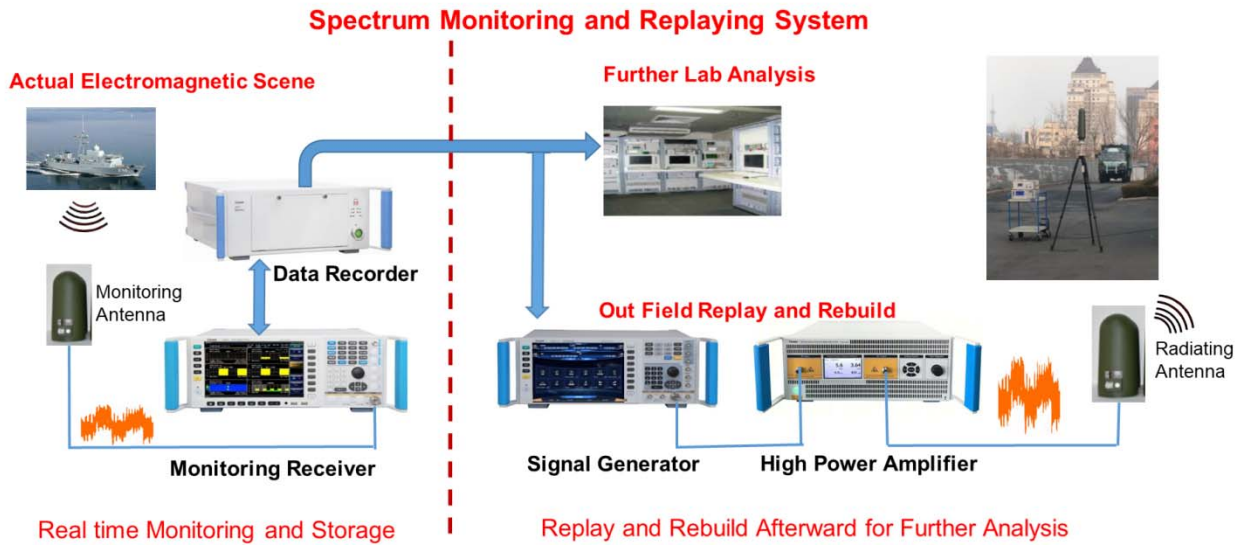 Spectrum Monitoring and Replaying System
Actual Electromagnetic Scene
Further Lab Analysis
Data Recorder
Monitoring
Antenna
Out Field Replay and Rebuild
Radiating
Antenna
Monitoring Receiver
Signal Generator
High Power Amplifier
Real time Monitoring and Storage
Replay and Rebuild Afterward for Further Analysis